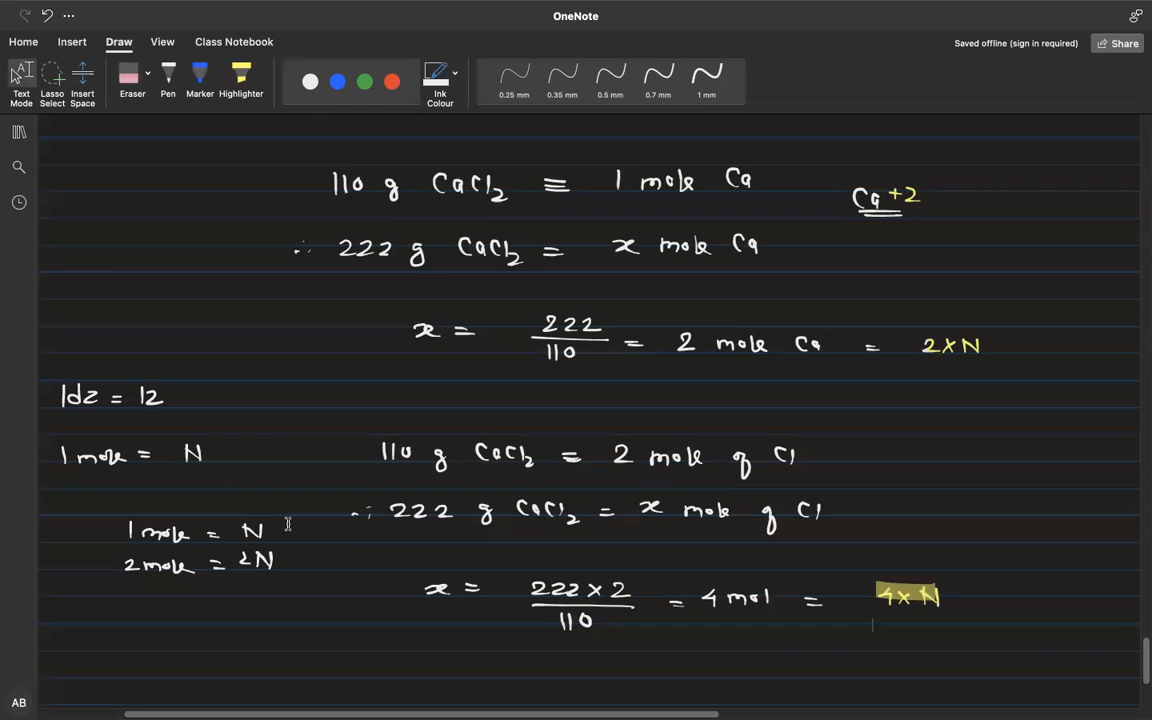 OneNote
Home Insert Draw View Class Notebook
Saved offline (sign in required) Share
Text Mode
Lasso Select
Insert Space
Eraser
Pen
Marker
Highlighter
Ink Colour
0.25 mm 0.35 mm 0.5 mm 0.7 mm 1 mm
110 g CaCl2 ≡ 1 mole Ca
Ca +2
∴ 222 g CaCl2 = x mole Ca
x = 222/110 = 2 mole Ca = 2×N
1dz = 12
1 mole = N
110 g CaCl2 = 2 mole of Cl
∴ 222 g CaCl2 = x mole of Cl
1 mole = N
2 mole = 2N
x = 222×2/110 = 4 mol = 4×N
AB